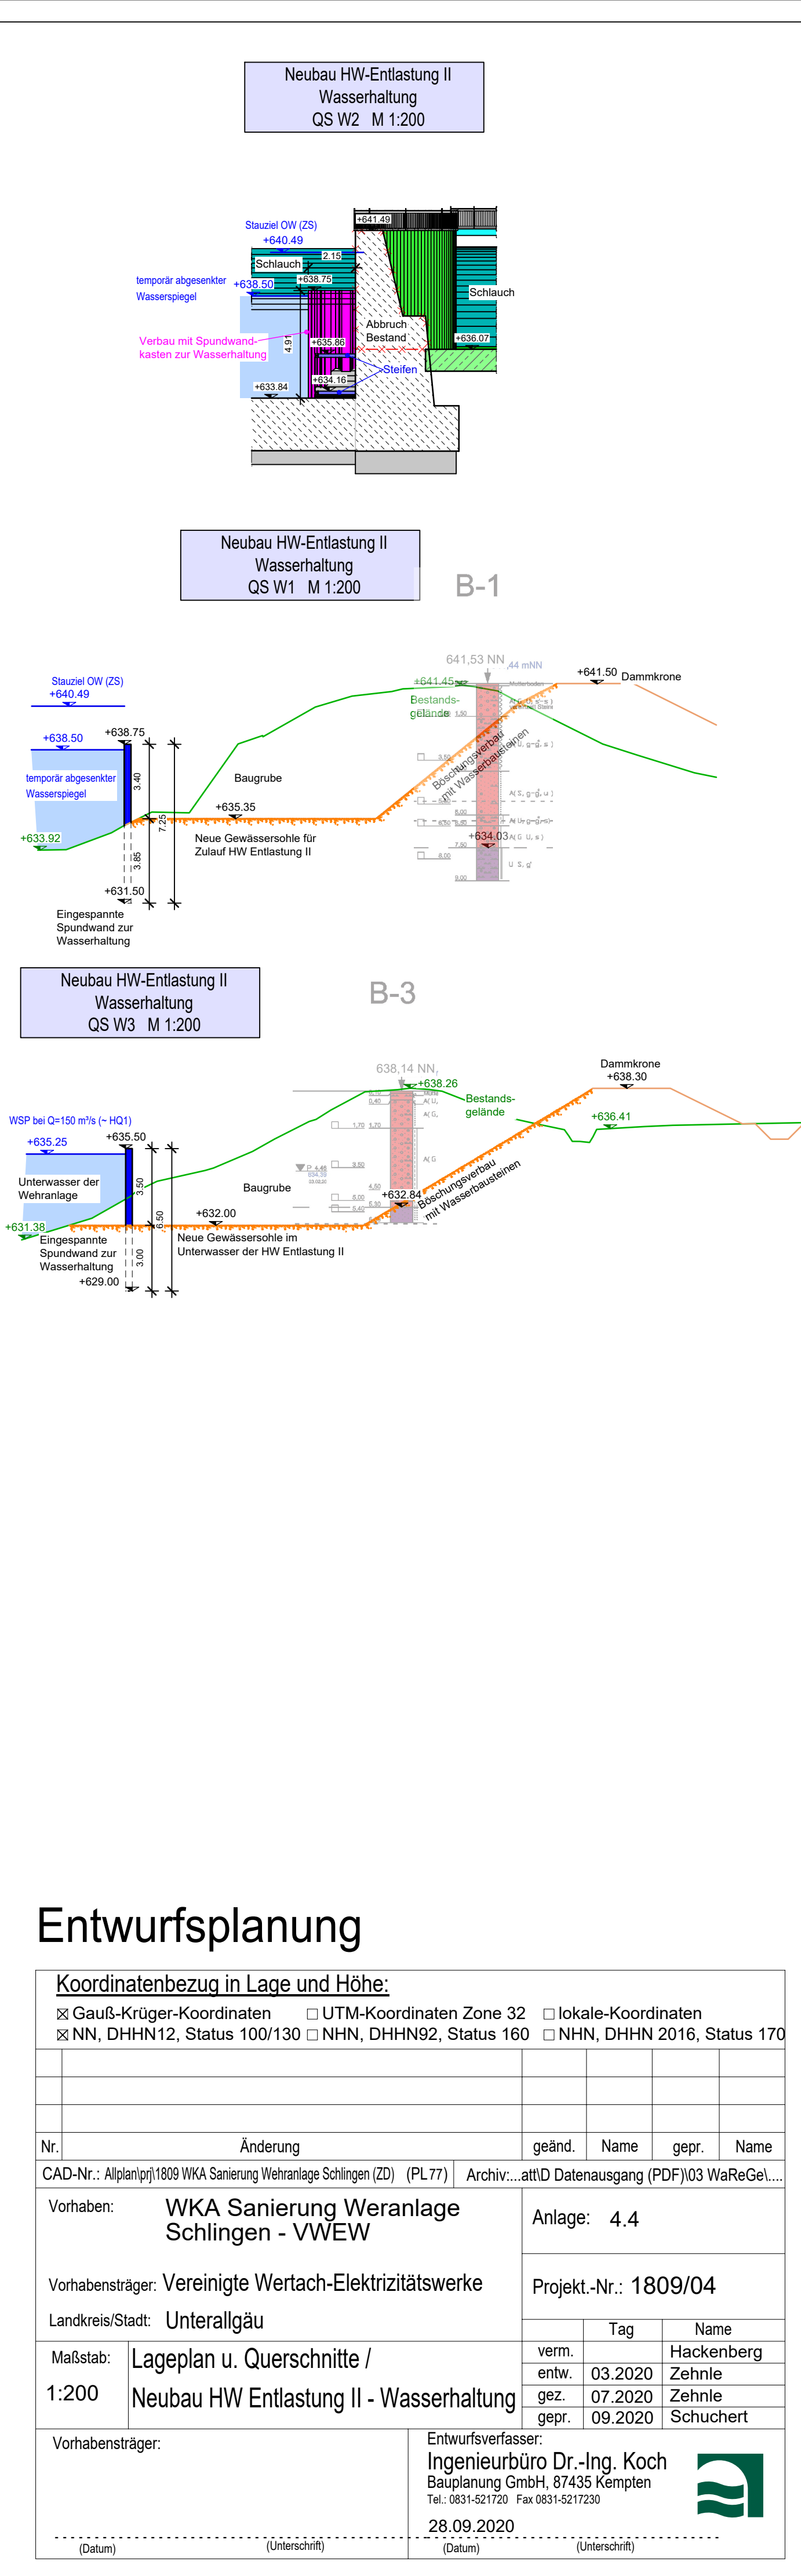 Neubau HW-Entlastung II
Wasserhaltung
QS W2 M 1:200
+641.49
Stauziel OW (ZS)
+640.49
2.15
Schlauch
+638.75
temporär abgesenkter
Wasserspiegel
+638.50
Schlauch
Abbruch
Bestand
+636.07
Verbau mit Spundwand-
kasten zur Wasserhaltung
4.91
+635.86
Steifen
+634.16
+633.84
Neubau HW-Entlastung II
Wasserhaltung
QS W1 M 1:200
B-1
641,53 NN
,44 mNN
+641.50
Dammkrone
+641.45
Bestands-
gelände
Stauziel OW (ZS)
+640.49
+638.75
+638.50
temporär abgesenkter
Wasserspiegel
3.40
Baugrube
Böschungsverbau
mit Wasserbausteinen
+635.35
7.25
+633.92
Neue Gewässersohle für
Zulauf HW Entlastung II
+634.03
3.85
+631.50
Eingespannte
Spundwand zur
Wasserhaltung
Neubau HW-Entlastung II
Wasserhaltung
QS W3 M 1:200
B-3
638,14 NN,
+638.26
Dammkrone
+638.30
Bestands-
gelände
+636.41
WSP bei Q=150 m³/s (~ HQ1)
+635.50
+635.25
Unterwasser der
Wehranlage
3.50
Baugrube
6.50
+632.84
Böschungsverbau
mit Wasserbausteinen
+632.00
+631.38
Neue Gewässersohle im
Unterwasser der HW Entlastung II
Eingespannte
Spundwand zur
Wasserhaltung
3.00
+629.00
Entwurfsplanung
Koordinatenbezug in Lage und Höhe:
☒ Gauß-Krüger-Koordinaten ☐ UTM-Koordinaten Zone 32 ☐ lokale-Koordinaten
☒ NN, DHHN12, Status 100/130 ☐ NHN, DHHN92, Status 160 ☐ NHN, DHHN 2016, Status 170
Nr. Änderung geänd. Name gepr. Name
CAD-Nr.: Allplan\prj\1809 WKA Sanierung Wehranlage Schlingen (ZD) (PL77) Archiv:...att\D Datenausgang (PDF)\03 WaReGe\....
Vorhaben: WKA Sanierung Weranlage
Schlingen - VWEW
Anlage: 4.4
Vorhabensträger: Vereinigte Wertach-Elektrizitätswerke
Projekt.-Nr.: 1809/04
Landkreis/Stadt: Unterallgäu
Tag Name
Maßstab:
1:200
Lageplan u. Querschnitte /
Neubau HW Entlastung II - Wasserhaltung
verm. Hackenberg
entw. 03.2020 Zehnle
gez. 07.2020 Zehnle
gepr. 09.2020 Schuchert
Vorhabensträger:
Entwurfsverfasser:
Ingenieurbüro Dr.-Ing. Koch
Bauplanung GmbH, 87435 Kempten
Tel.: 0831-521720 Fax 0831-5217230
28.09.2020
(Datum) (Unterschrift) (Datum) (Unterschrift)